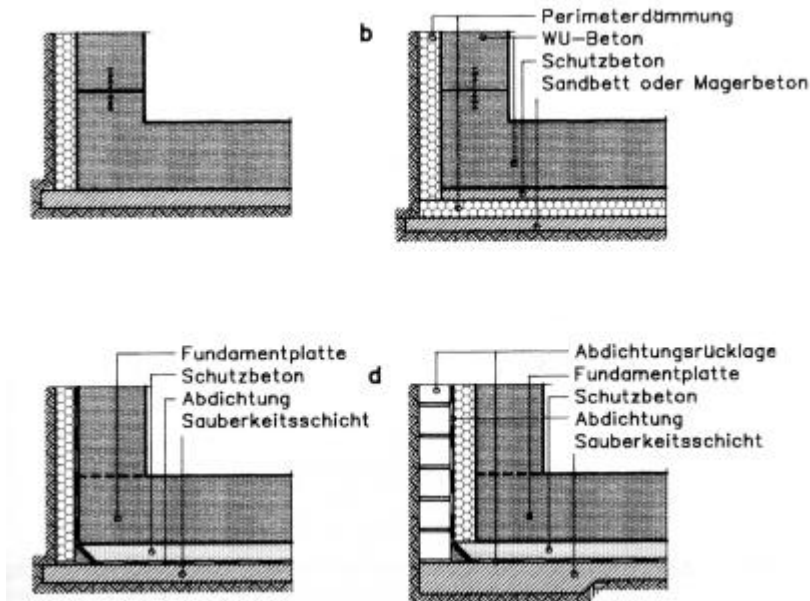 b
Perimeterdämmung
WU-Beton
Schutzbeton
Sandbett oder Magerbeton
Fundamentplatte
Schutzbeton
Abdichtung
Sauberkeitsschicht
d
Abdichtungsrücklage
Fundamentplatte
Schutzbeton
Abdichtung
Sauberkeitsschicht